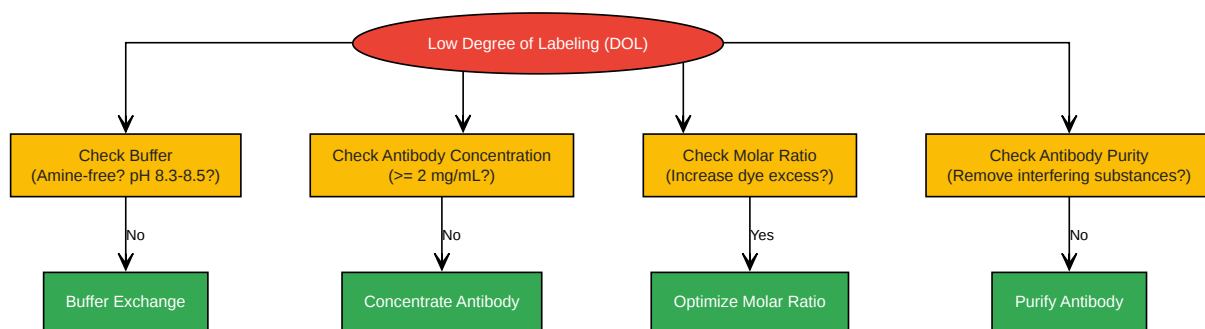 Low Degree of Labeling (DOL)
Check Buffer
(Amine-free? pH 8.3-8.5?)
Check Antibody Concentration
(>= 2 mg/mL?)
Check Molar Ratio
(Increase dye excess?)
Check Antibody Purity
(Remove interfering substances?)
No
No
Yes
No
Buffer Exchange
Concentrate Antibody
Optimize Molar Ratio
Purify Antibody